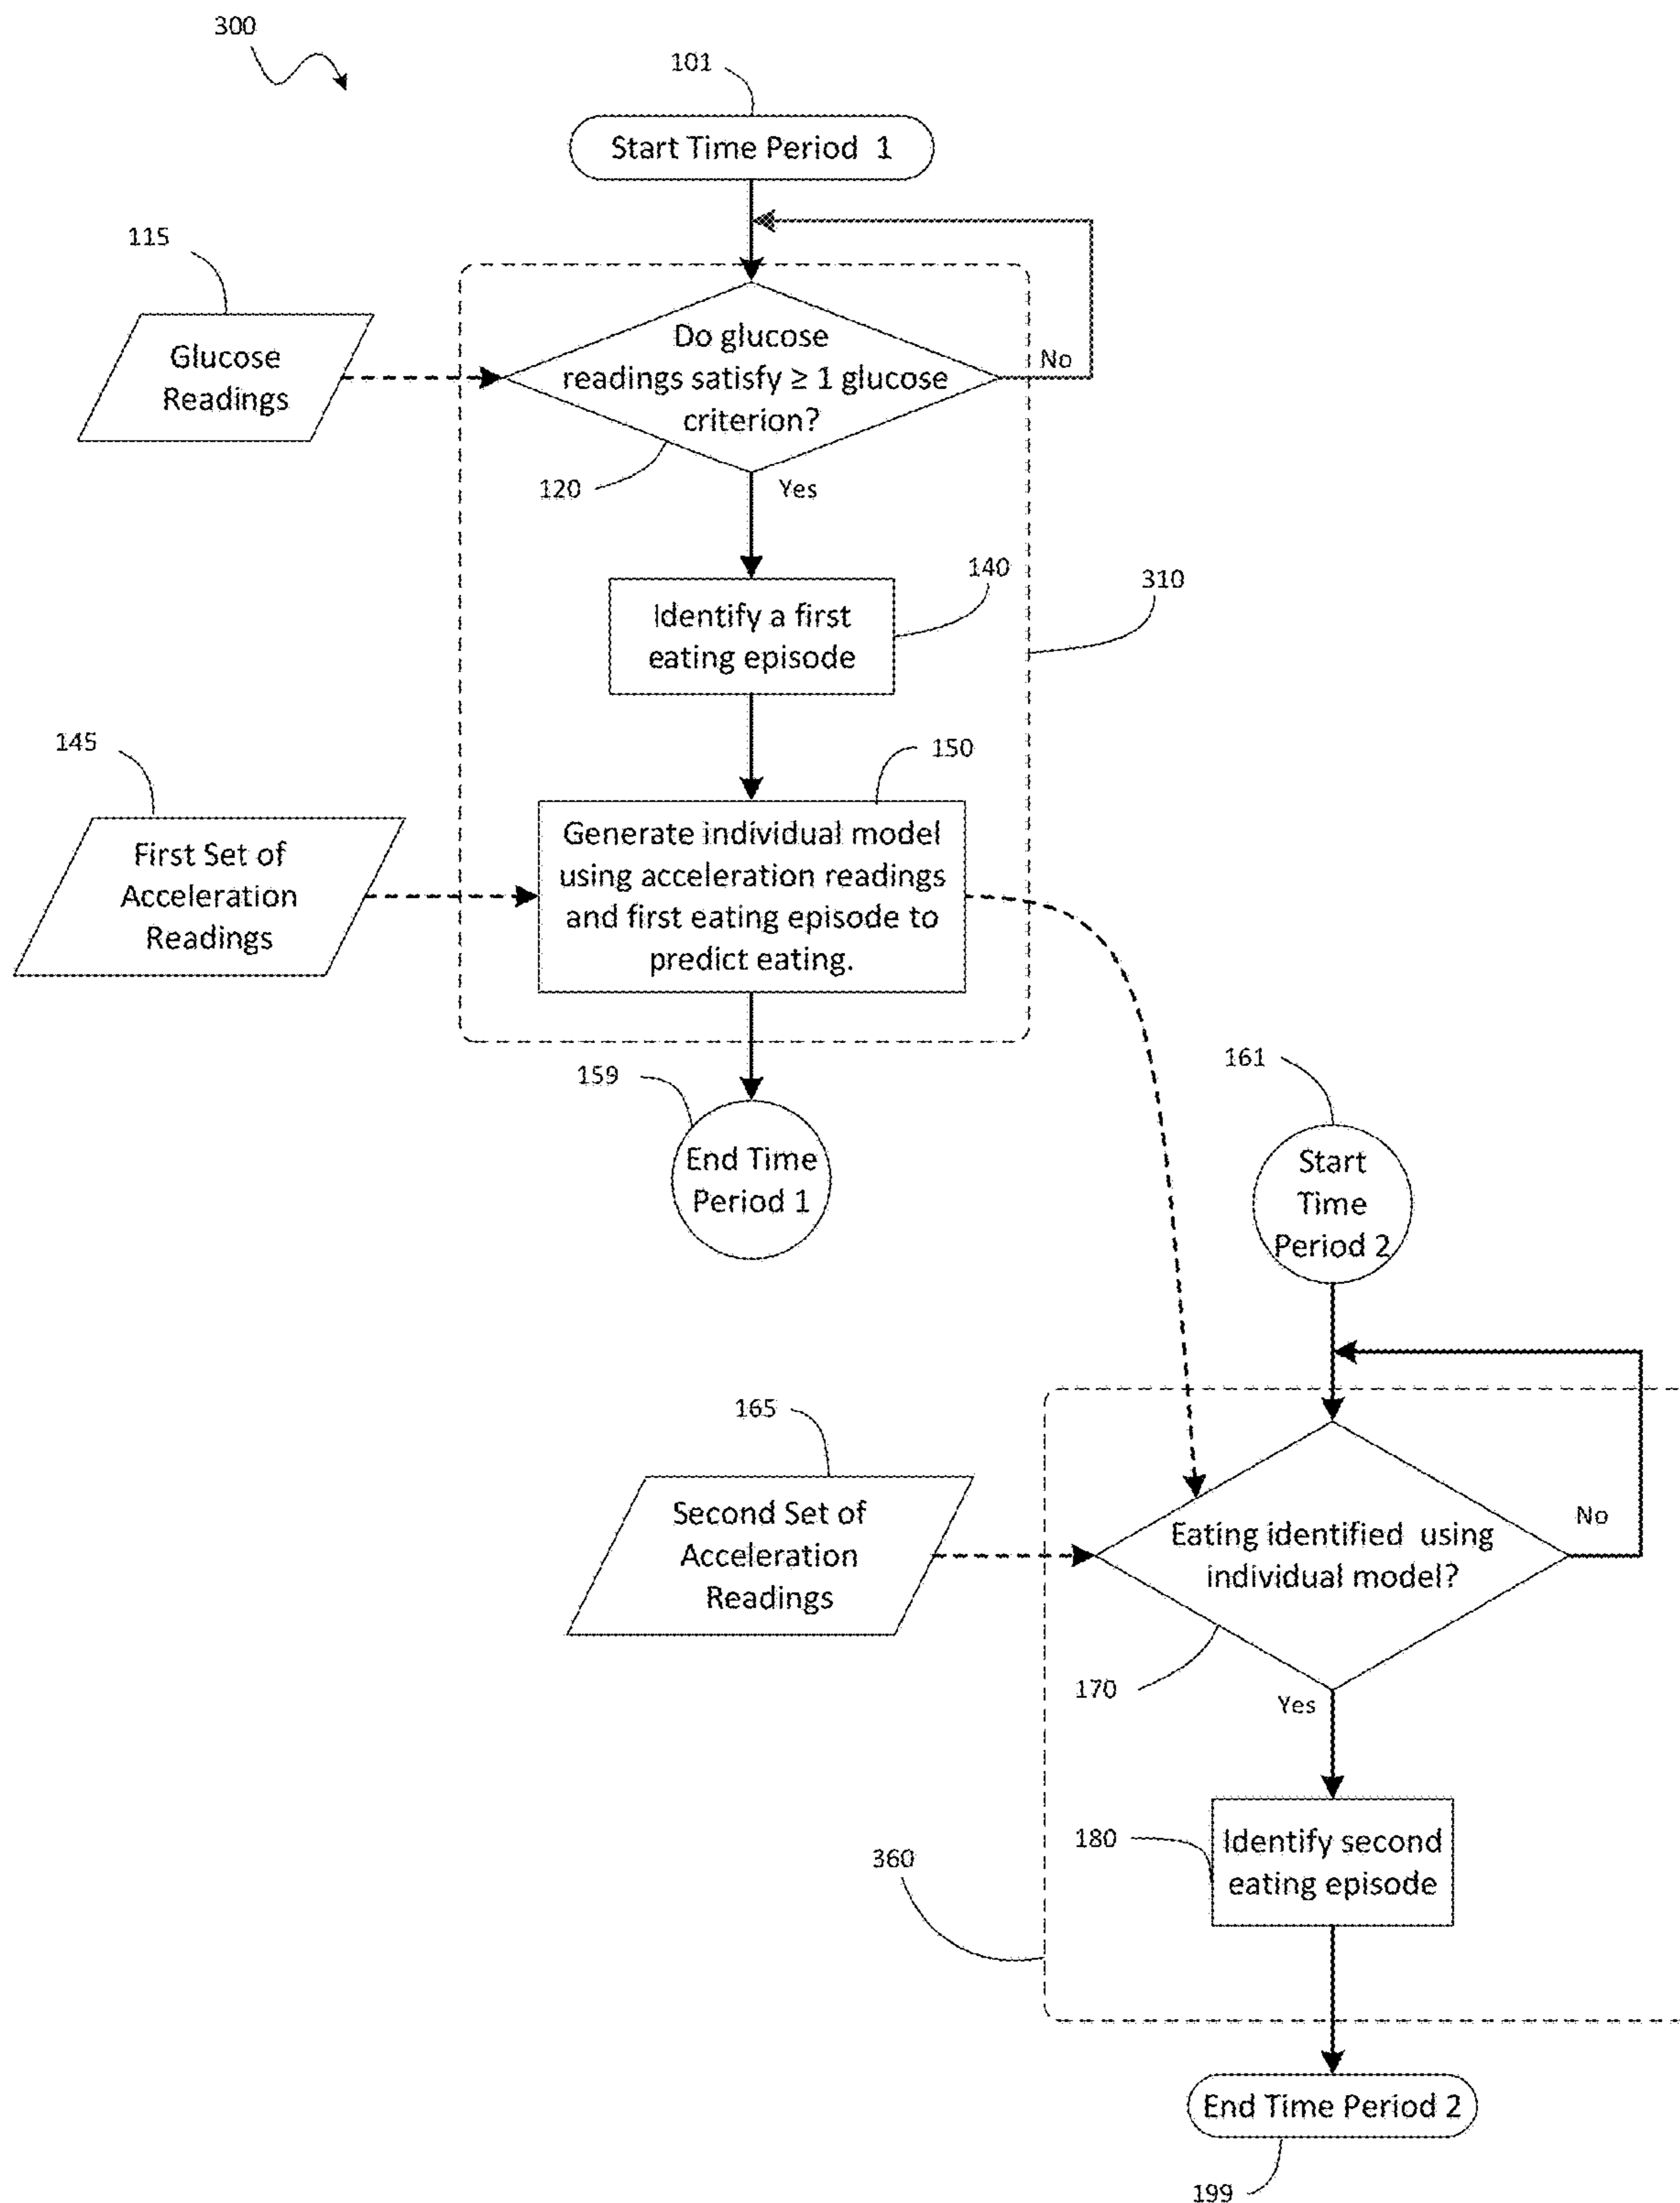 300
101
Start Time Period 1
115
Glucose
Readings
Do glucose
readings satisfy ≥ 1 glucose
criterion?
No
120
Yes
140
310
Identify a first
eating episode
145
150
First Set of
Acceleration
Readings
Generate individual model
using acceleration readings
and first eating episode to
predict eating.
159
End Time
Period 1
161
Start
Time
Period 2
165
Second Set of
Acceleration
Readings
Eating identified using
individual model?
No
170
Yes
180
360
Identify second
eating episode
End Time Period 2
199